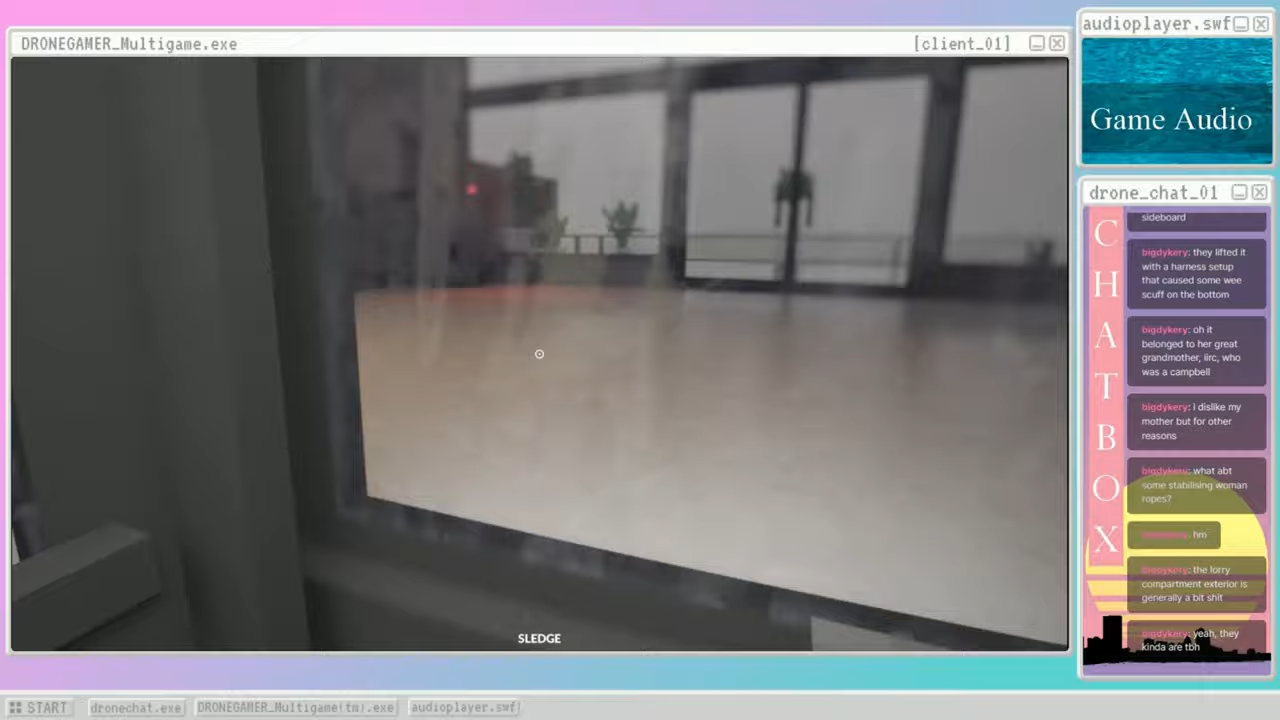 DRONEGAMER_Multigame.exe
[client_01]
audioplayer.swf
Game Audio
drone_chat_01
CHATBOX
sideboard
bigdykery: they lifted it
with a harness setup
that caused some wee
scuff on the bottom
bigdykery: oh it
belonged to her great
grandmother, iirc, who
was a campbell
bigdykery: i dislike my
mother but for other
reasons
bigdykery: what abt
some stabilising woman
ropes?
bigdykery: hm
bigdykery: the lorry
compartment exterior is
generally a bit shit
bigdykery: yeah, they
kinda are tbh
SLEDGE
START
dronechat.exe
DRONEGAMER_Multigame(tm).exe
audioplayer.swf